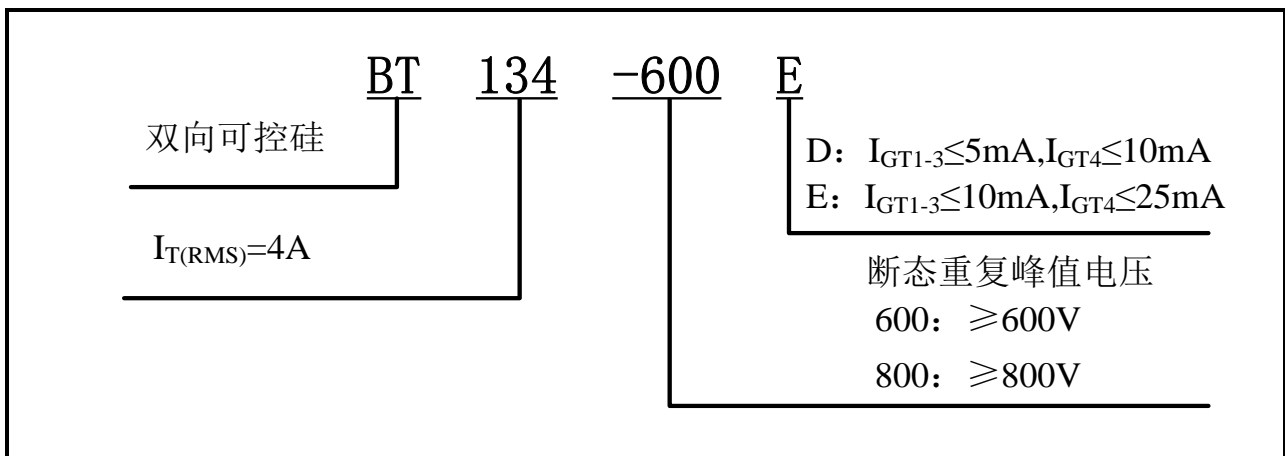 BT 134 -600 E
双向可控硅
D： IGT1-3≤5mA,IGT4≤10mA
E： IGT1-3≤10mA,IGT4≤25mA
IT(RMS)=4A
断态重复峰值电压
600： ≥600V
800： ≥800V